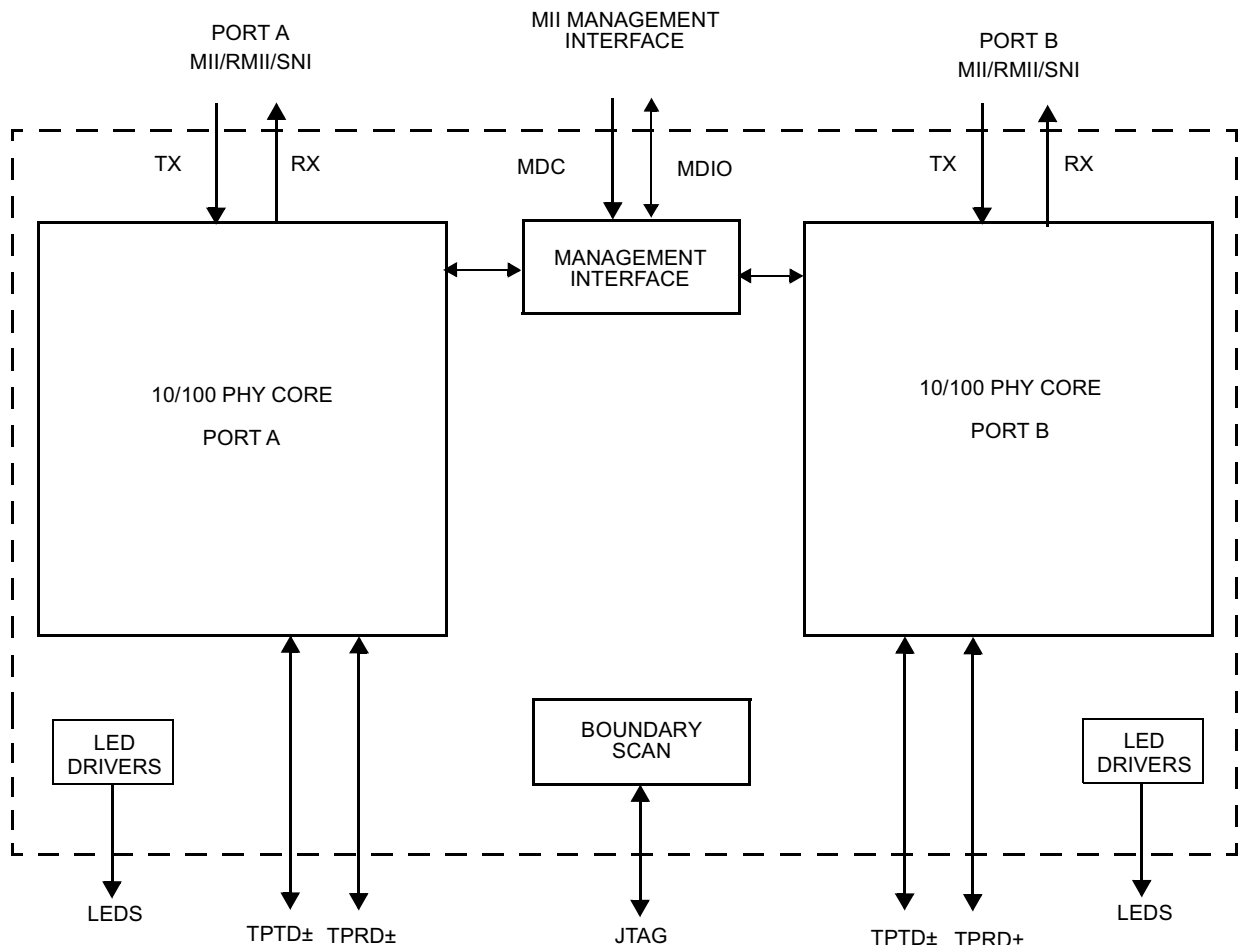 PORT A
MII/RMII/SNI
MII MANAGEMENT
INTERFACE
PORT B
MII/RMII/SNI
TX
RX
MDC
MDIO
TX
RX
MANAGEMENT
INTERFACE
10/100 PHY CORE
PORT A
10/100 PHY CORE
PORT B
LED
DRIVERS
BOUNDARY
SCAN
LED
DRIVERS
LEDS
TPTD±
TPRD±
JTAG
TPTD±
TPRD±
LEDS